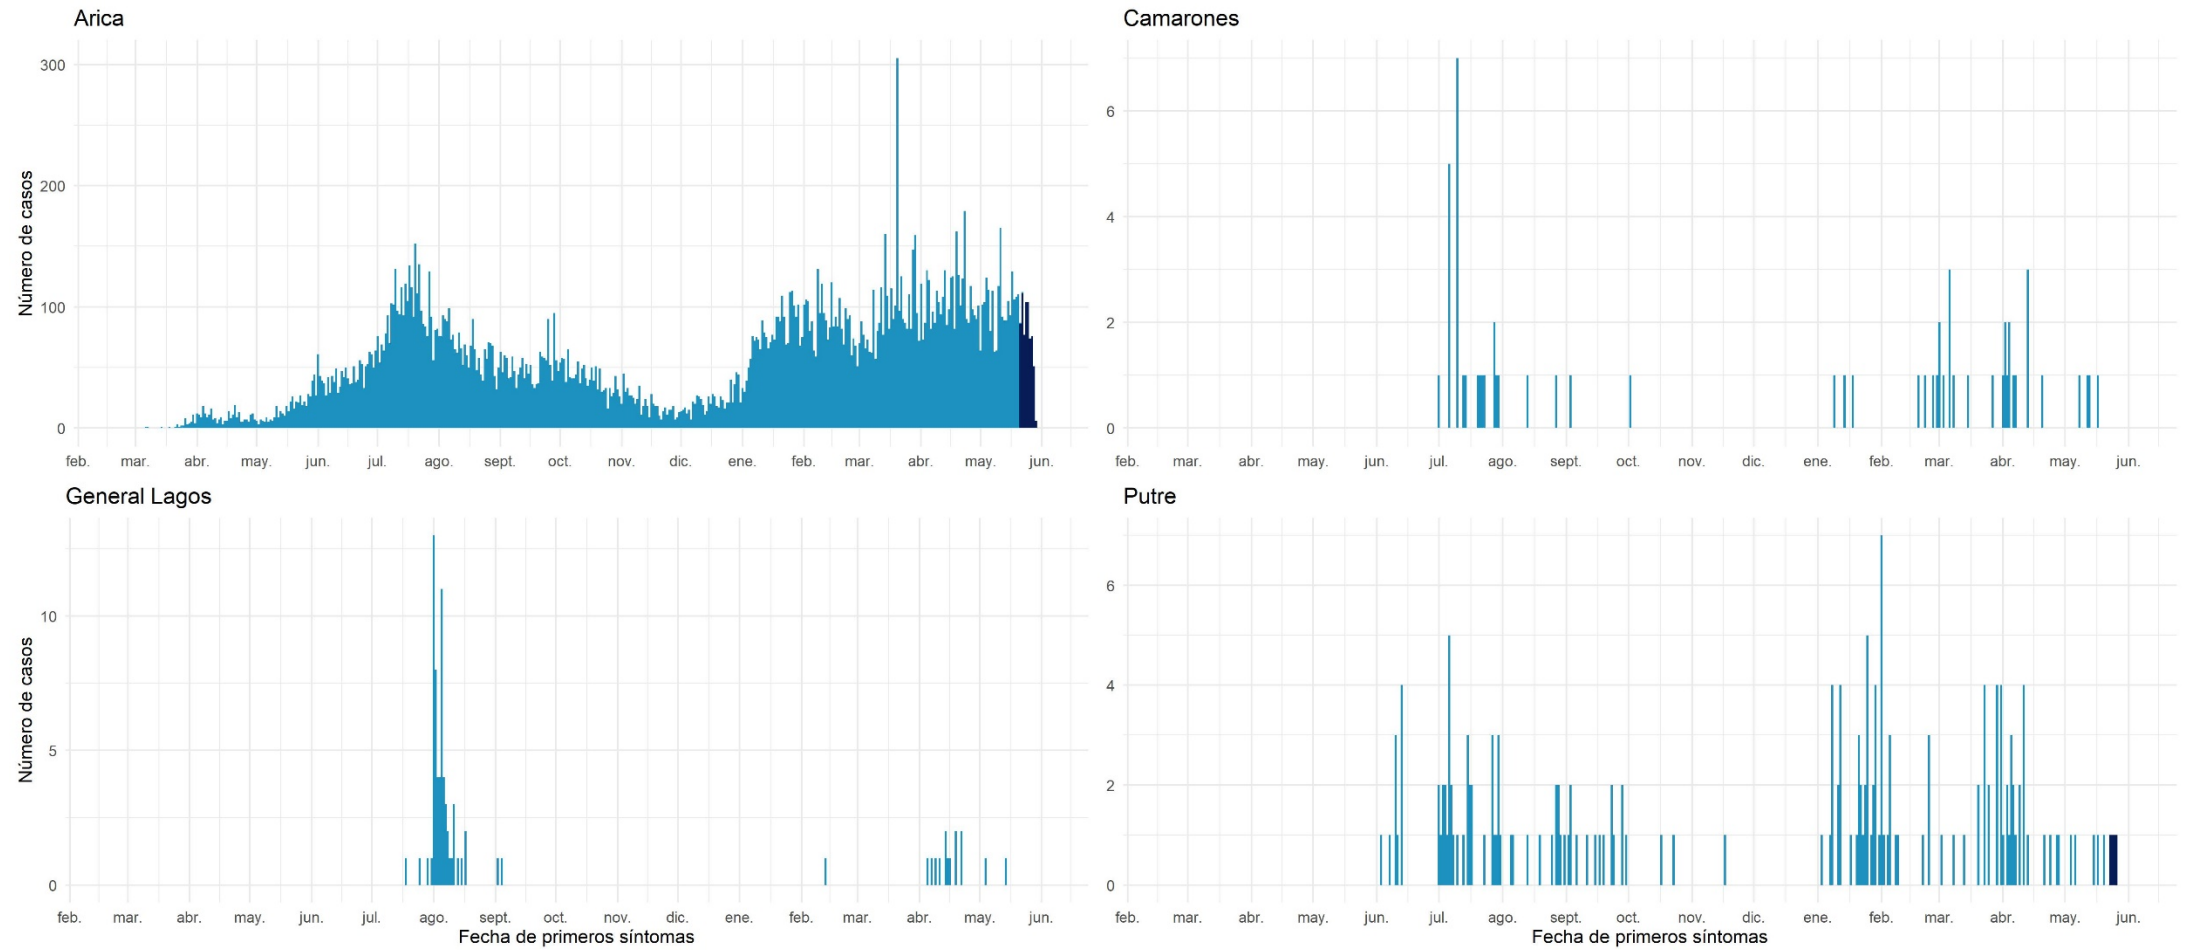 Arica
Número de casos
300
200
100
0
feb. mar. abr. may. jun. jul. ago. sept. oct. nov. dic. ene. feb. mar. abr. may. jun.
Camarones
6
4
2
0
feb. mar. abr. may. jun. jul. ago. sept. oct. nov. dic. ene. feb. mar. abr. may. jun.
General Lagos
Número de casos
10
5
0
feb. mar. abr. may. jun. jul. ago. sept. oct. nov. dic. ene. feb. mar. abr. may. jun.
Fecha de primeros síntomas
Putre
6
4
2
0
feb. mar. abr. may. jun. jul. ago. sept. oct. nov. dic. ene. feb. mar. abr. may. jun.
Fecha de primeros síntomas